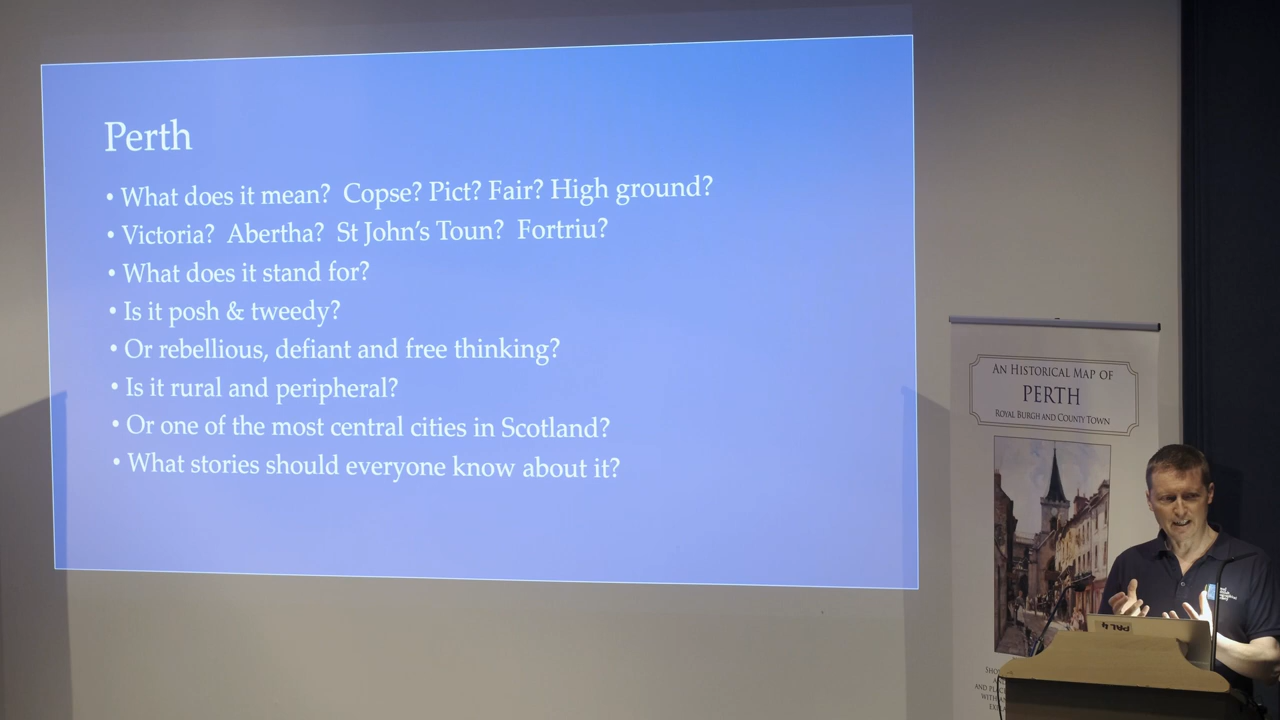 Perth
• What does it mean? Copse? Pict? Fair? High ground?
• Victoria? Abertha? St John's Toun? Fortriu?
• What does it stand for?
• Is it posh & tweedy?
• Or rebellious, defiant and free thinking?
• Is it rural and peripheral?
• Or one of the most central cities in Scotland?
• What stories should everyone know about it?
AN HISTORICAL MAP OF
PERTH
ROYAL BURGH AND COUNTY TOWN
PAL 4